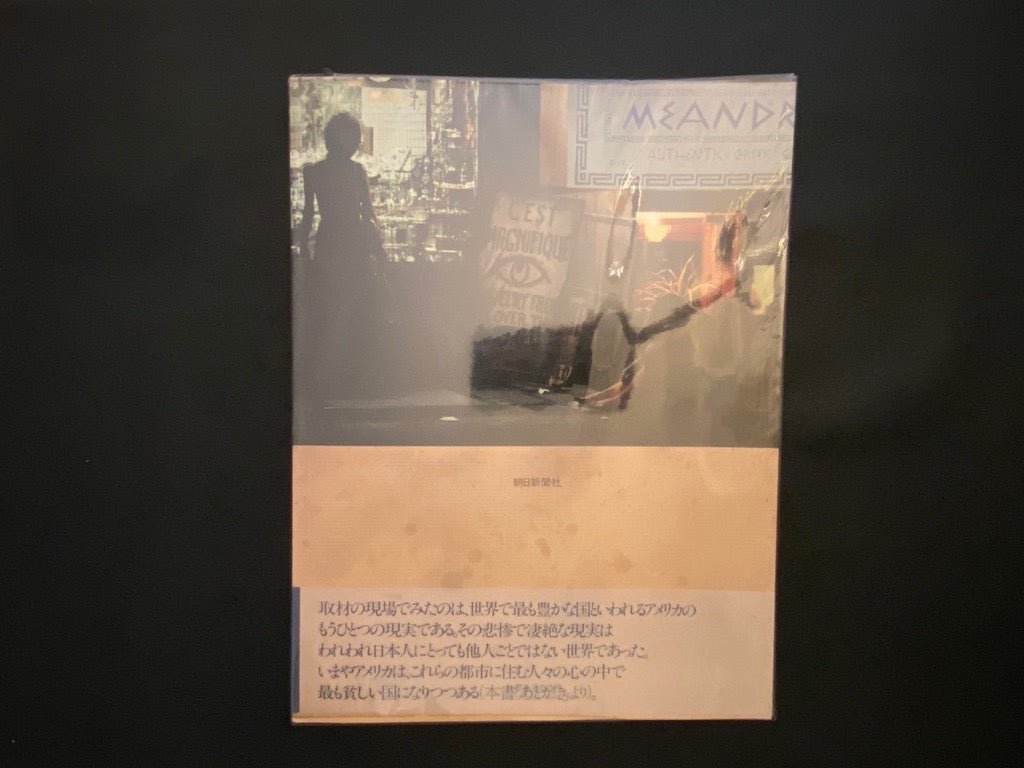 MEANDR
AUTHENTIC GREEK
C'EST
MAGNIFIQUE
OVER
朝日新聞社
取材の現場でみたのは、世界で最も豊かな国といわれるアメリカの
もうひとつの現実である。その悲惨で凄絶な現実は
われわれ日本人にとっても他人ごとではない世界であった。
いまやアメリカは、これらの都市に住む人々の心の中で
最も貧しい国になりつつある(本書「あとがき」より)。